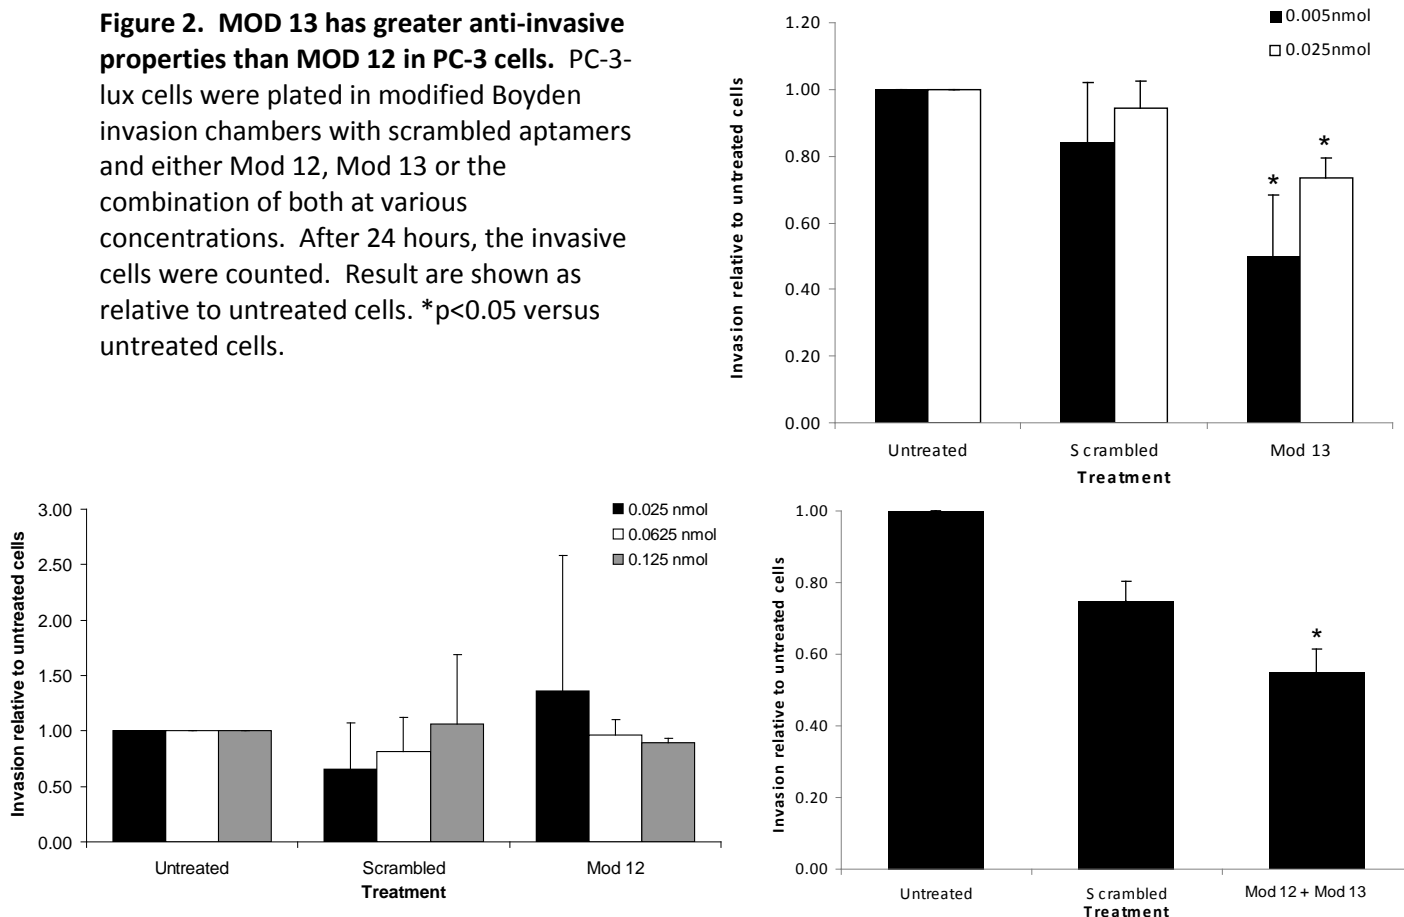 Figure 2.  MOD 13 has greater anti-invasive
properties than MOD 12 in PC-3 cells.  PC-3-
lux cells were plated in modified Boyden
invasion chambers with scrambled aptamers
and either Mod 12, Mod 13 or the
combination of both at various
concentrations.  After 24 hours, the invasive
cells were counted.  Result are shown as
relative to untreated cells. *p<0.05 versus
untreated cells.
Invasion relative to untreated cells
1.20
1.00
0.80
0.60
0.40
0.20
0.00
0.005nmol
0.025nmol
*
*
Untreated
Scrambled
Mod 13
Treatment
Invasion relative to untreated cells
3.00
2.50
2.00
1.50
1.00
0.50
0.00
0.025 nmol
0.0625 nmol
0.125 nmol
Untreated
Scrambled
Mod 12
Treatment
Invasion relative to untreated cells
1.00
0.80
0.60
0.40
0.20
0.00
*
Untreated
Scrambled
Mod 12 + Mod 13
Treatment